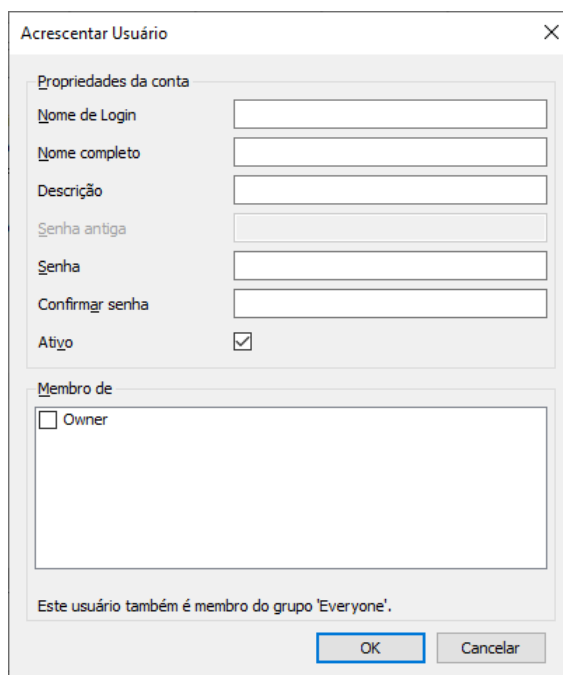 Acrescentar Usuário
Propriedades da conta
Nome de Login
Nome completo
Descrição
Senha antiga
Senha
Confirmar senha
Ativo
Membro de
Owner
Este usuário também é membro do grupo 'Everyone'.
OK
Cancelar